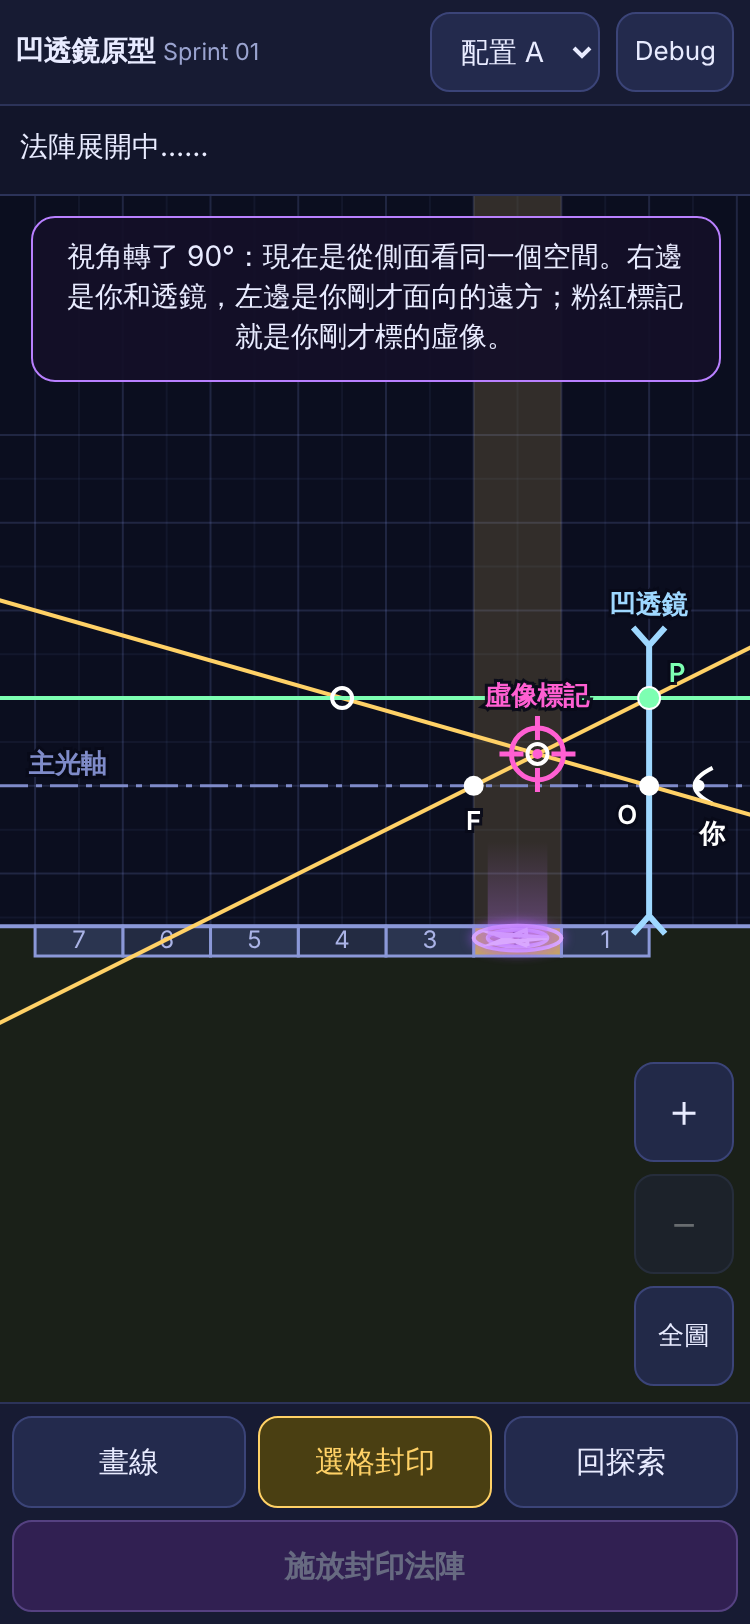 凹透鏡原型 Sprint 01
配置 A
Debug
法陣展開中……
視角轉了 90°：現在是從側面看同一個空間。右邊
是你和透鏡，左邊是你剛才面向的遠方；粉紅標記
就是你剛才標的虛像。
凹透鏡
P
虛像標記
主光軸
F
O
你
7 6 5 4 3 1
+
−
全圖
畫線
選格封印
回探索
施放封印法陣